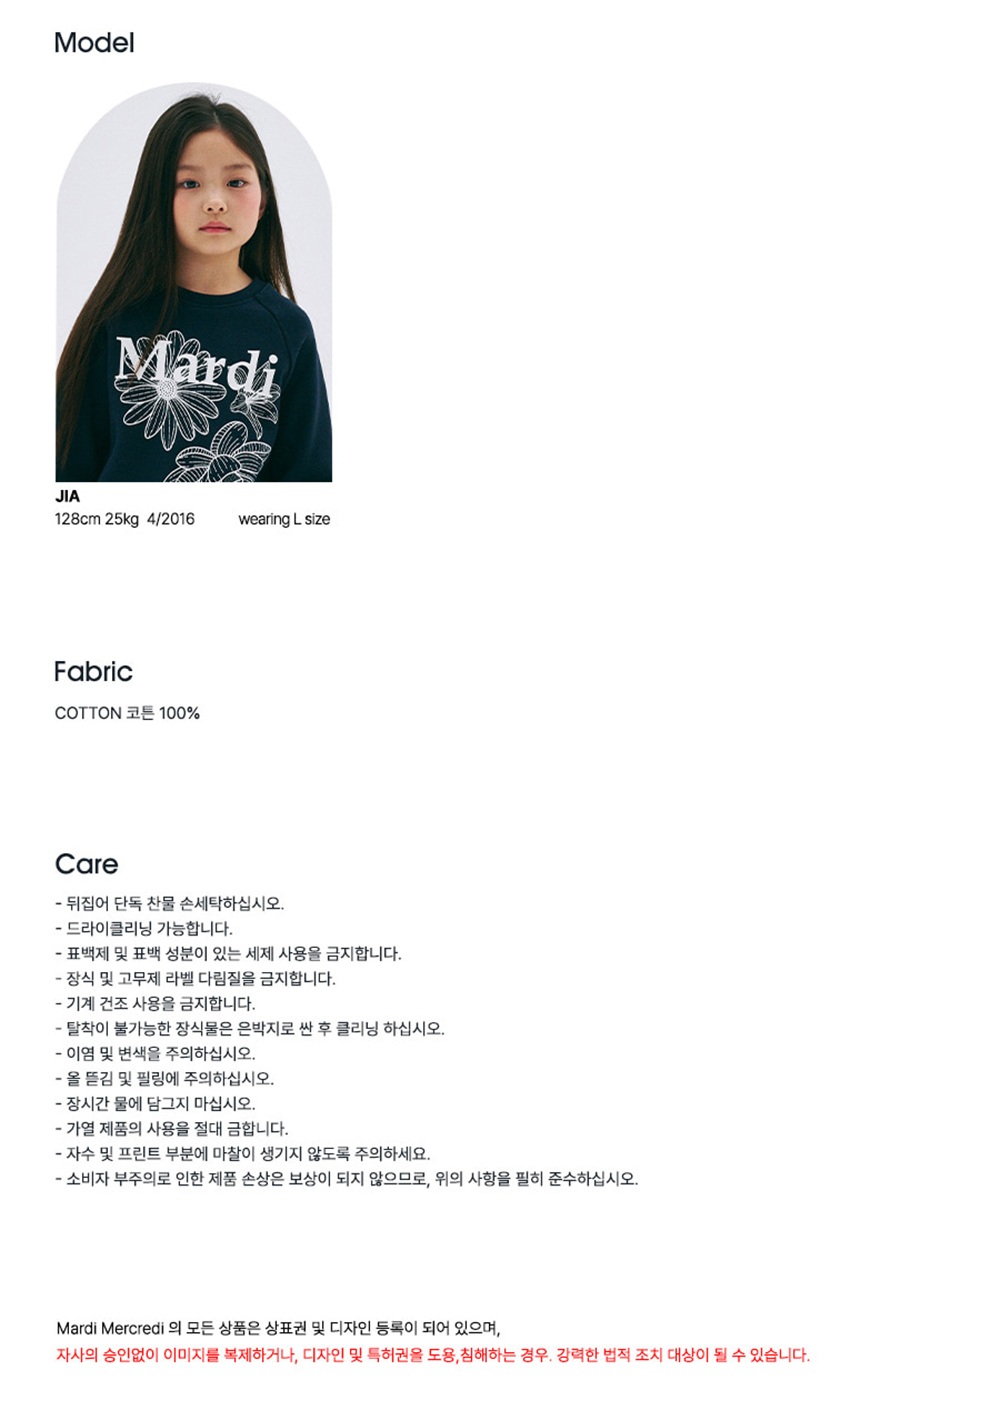 Model
Mardi
JIA
128cm 25kg 4/2016 wearing L size
Fabric
COTTON 코튼 100%
Care
- 뒤집어 단독 찬물 손세탁하십시오.
- 드라이클리닝 가능합니다.
- 표백제 및 표백 성분이 있는 세제 사용을 금지합니다.
- 장식 및 고무제 라벨 다림질을 금지합니다.
- 기계 건조 사용을 금지합니다.
- 탈착이 불가능한 장식물은 은박지로 싼 후 클리닝 하십시오.
- 이염 및 변색을 주의하십시오.
- 올 뜯김 및 필링에 주의하십시오.
- 장시간 물에 담그지 마십시오.
- 가열 제품의 사용을 절대 금합니다.
- 자수 및 프린트 부분에 마찰이 생기지 않도록 주의하세요.
- 소비자 부주의로 인한 제품 손상은 보상이 되지 않으므로, 위의 사항을 필히 준수하십시오.
Mardi Mercredi 의 모든 상품은 상표권 및 디자인 등록이 되어 있으며,
자사의 승인없이 이미지를 복제하거나, 디자인 및 특허권을 도용,침해하는 경우. 강력한 법적 조치 대상이 될 수 있습니다.